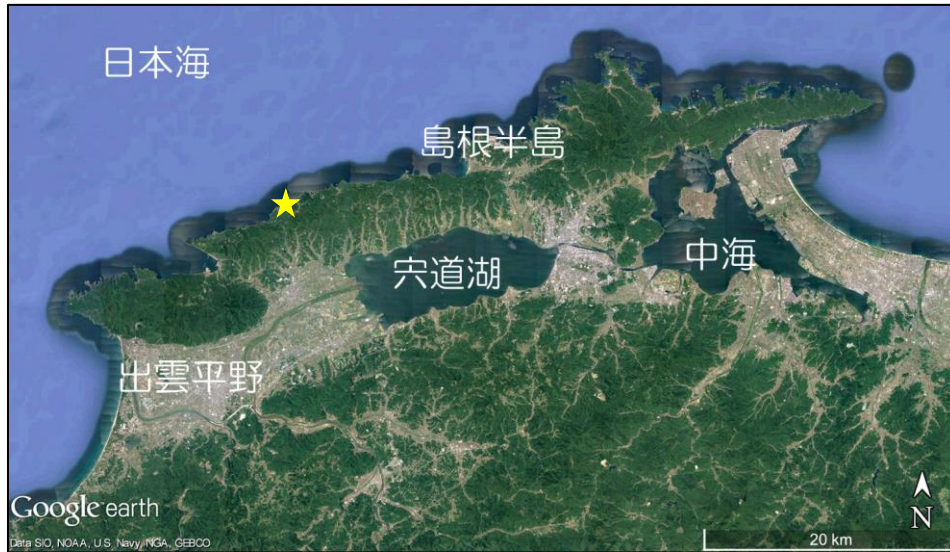 日本海
島根半島
宍道湖
中海
出雲平野
Google earth
N
Data SIO, NOAA, U.S. Navy, NGA, GEBCO
20 km